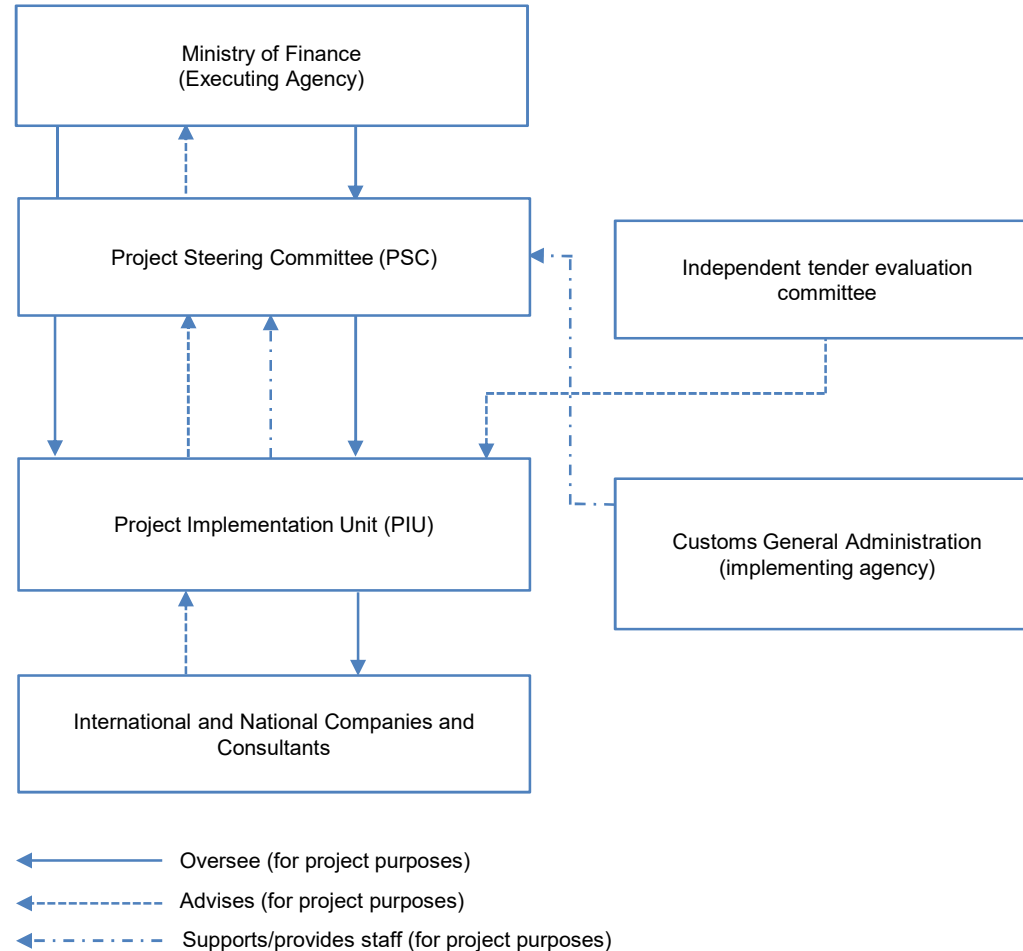 Ministry of Finance
(Executing Agency)
Project Steering Committee (PSC)
Independent tender evaluation
committee
Project Implementation Unit (PIU)
Customs General Administration
(implementing agency)
International and National Companies and
Consultants
Oversee (for project purposes)
Advises (for project purposes)
Supports/provides staff (for project purposes)